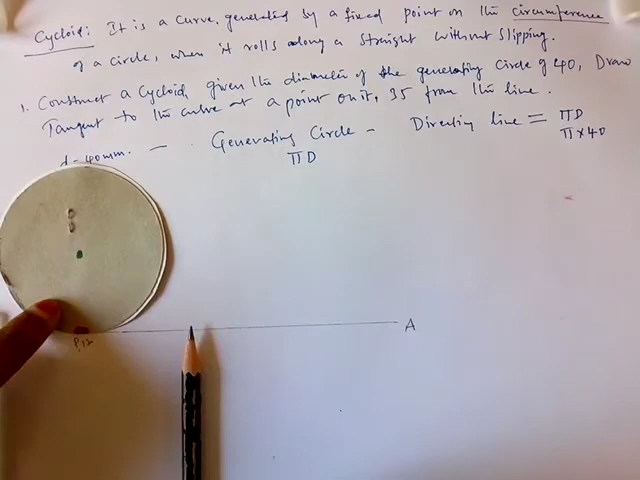 Cycloid: It is a curve, generated by a fixed point on the circumference
of a circle, when it rolls along a straight without slipping.
1. Construct a cycloid, given the diameter of the generating circle of 40, Draw
Tangent to the curve at a point on it, 35 from the line.
d - 40mm. — Generating Circle - Directing line = πD
πD π x 40
P12
A